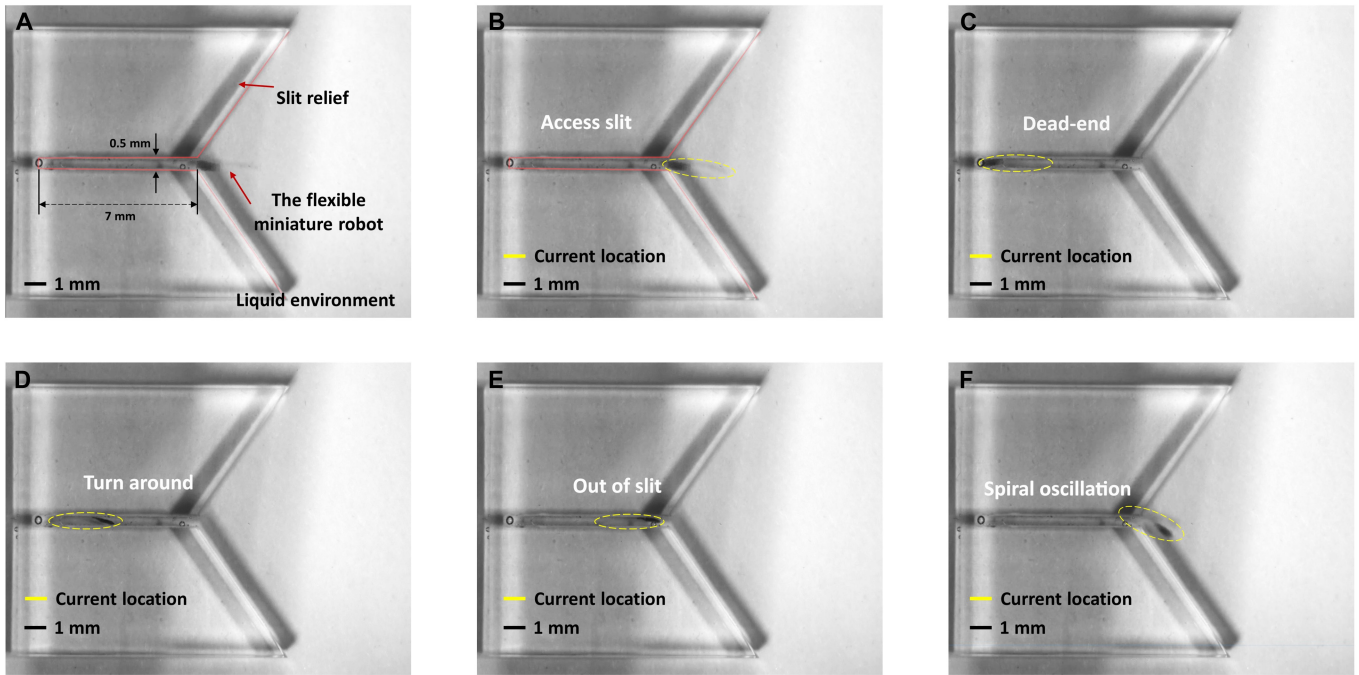 A
Slit relief
0.5 mm
7 mm
The flexible
miniature robot
1 mm
Liquid environment
B
Access slit
Current location
1 mm
C
Dead-end
Current location
1 mm
D
Turn around
Current location
1 mm
E
Out of slit
Current location
1 mm
F
Spiral oscillation
Current location
1 mm